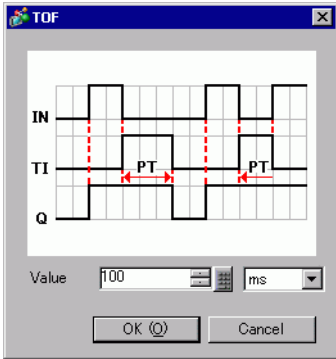 TOF
IN
TI
PT
PT
Q
Value
100
ms
OK (O)
Cancel